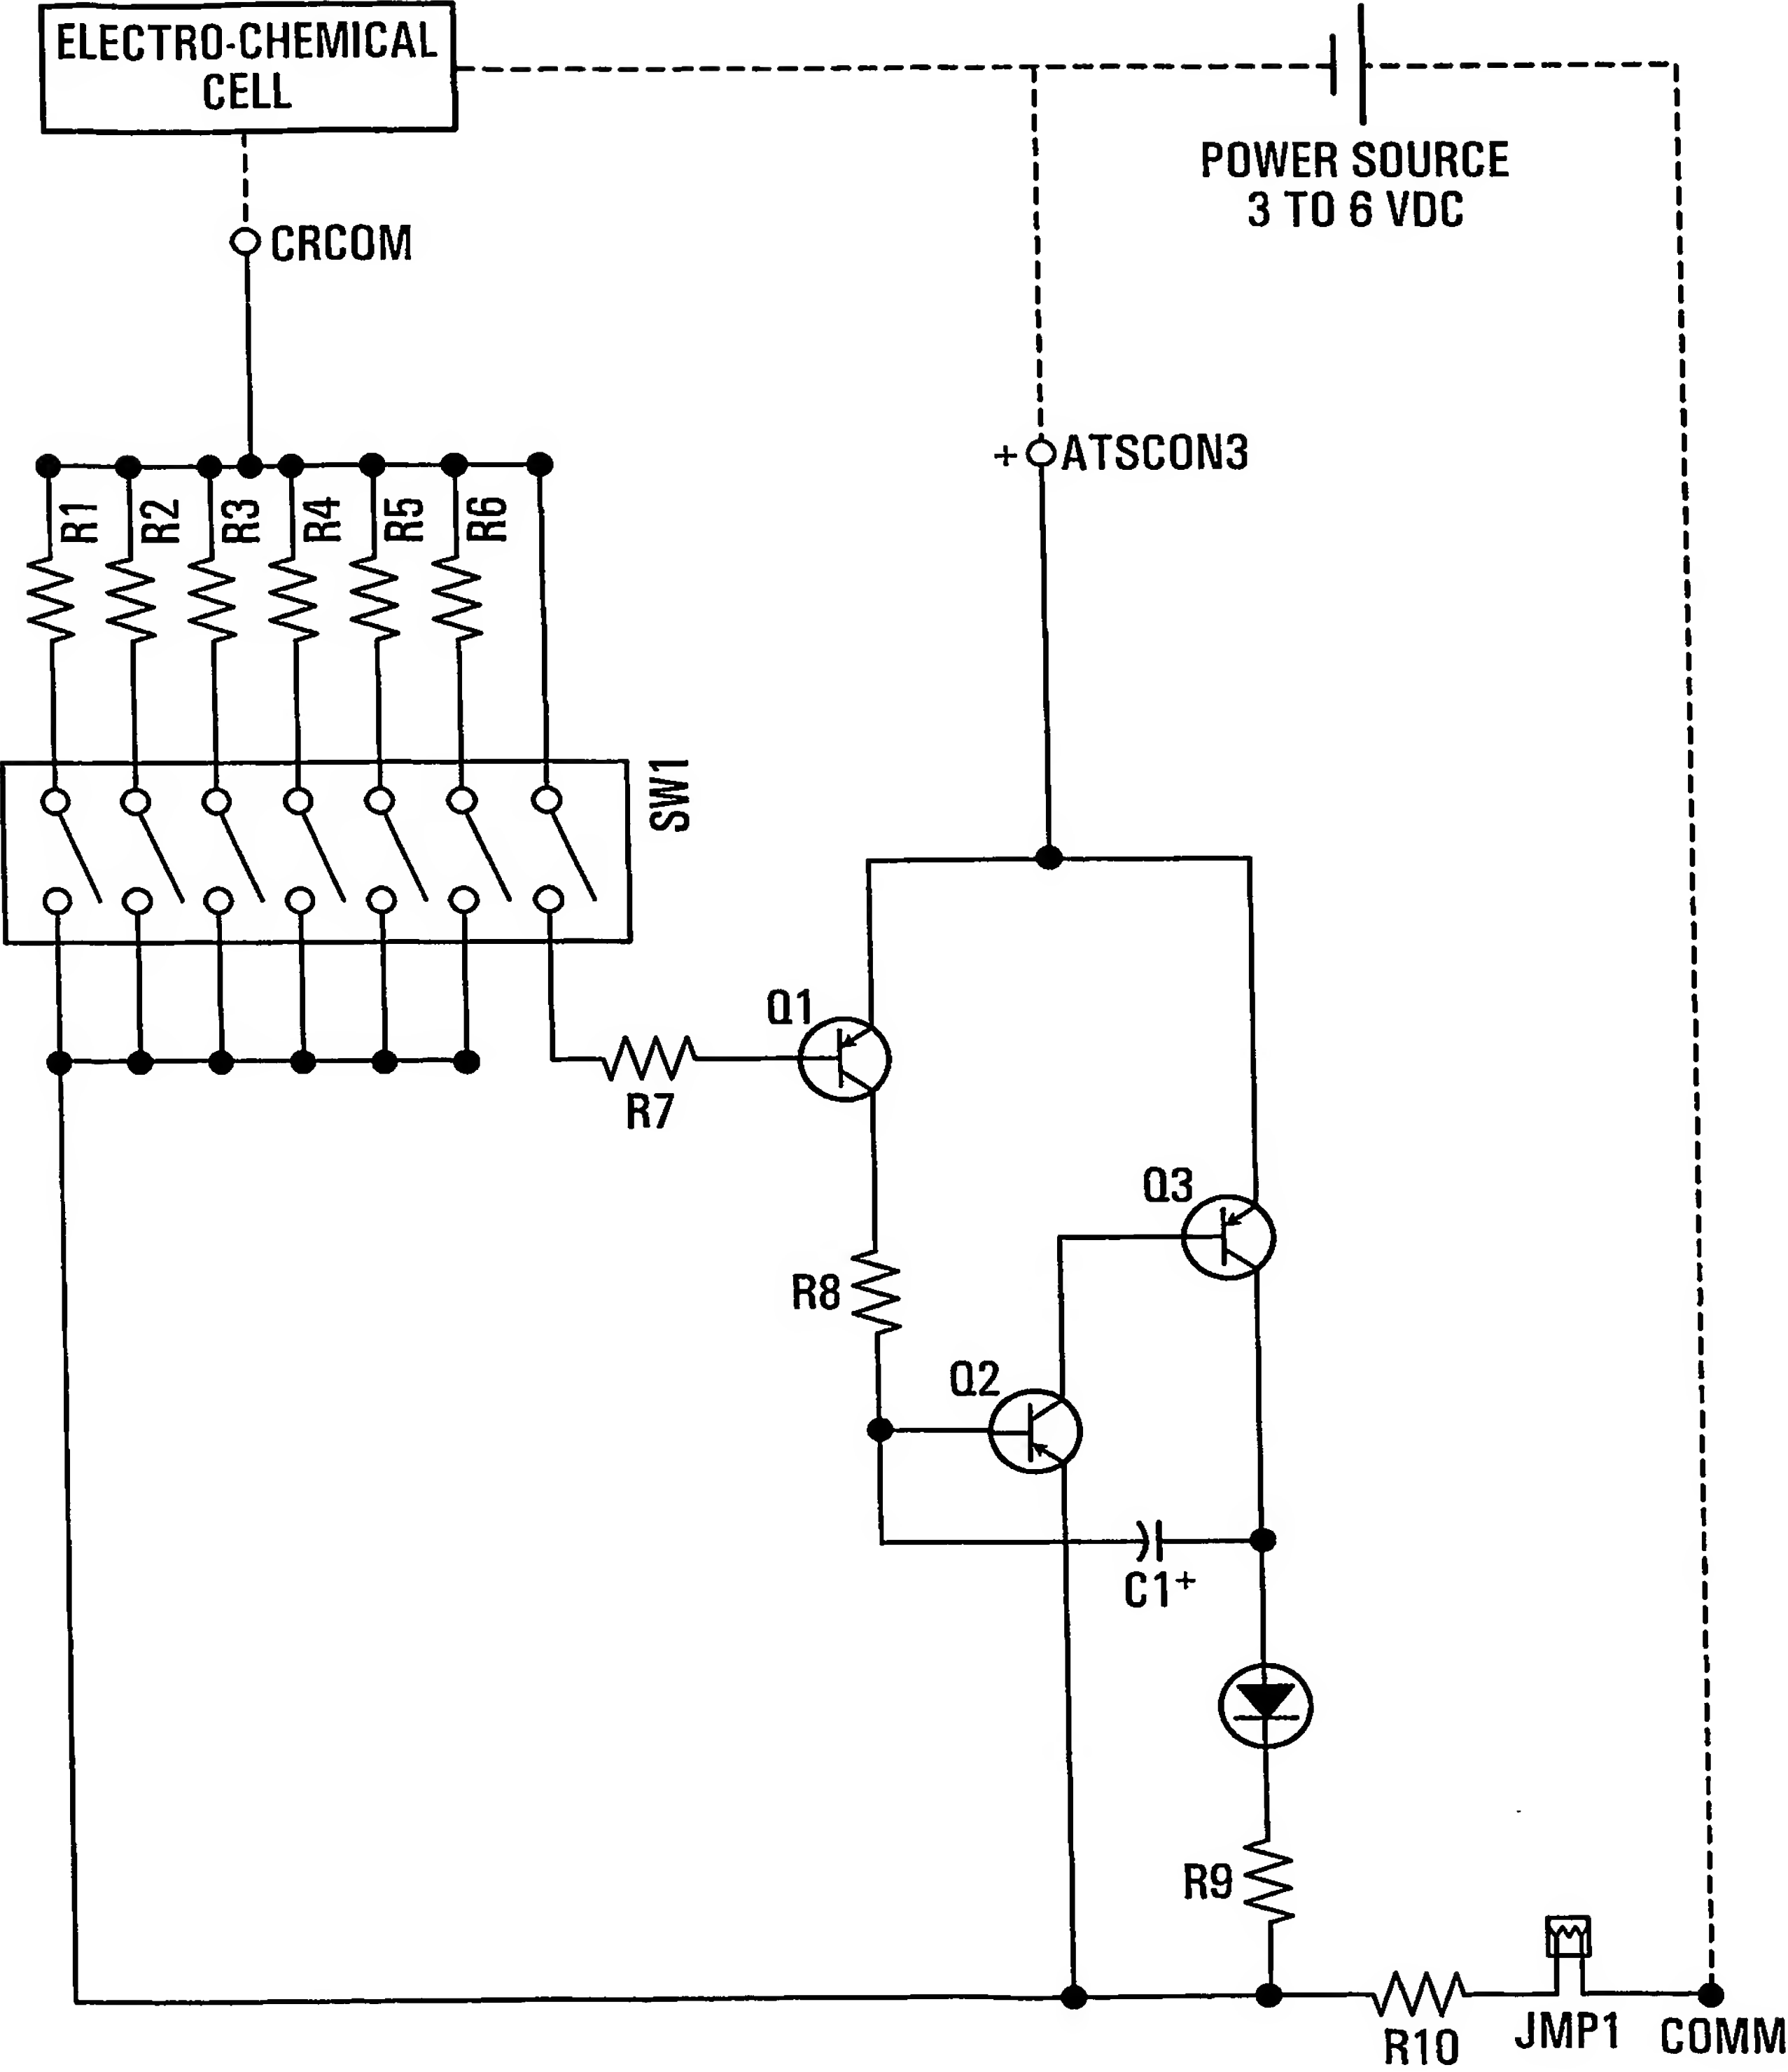 ELECTRO-CHEMICAL
CELL
POWER SOURCE
3 TO 6 VDC
CRCOM
+ ATSCON3
R1
R2
R3
R4
R5
R6
SW1
Q1
R7
Q3
R8
Q2
C1+
R9
R10
JMP1
COMM